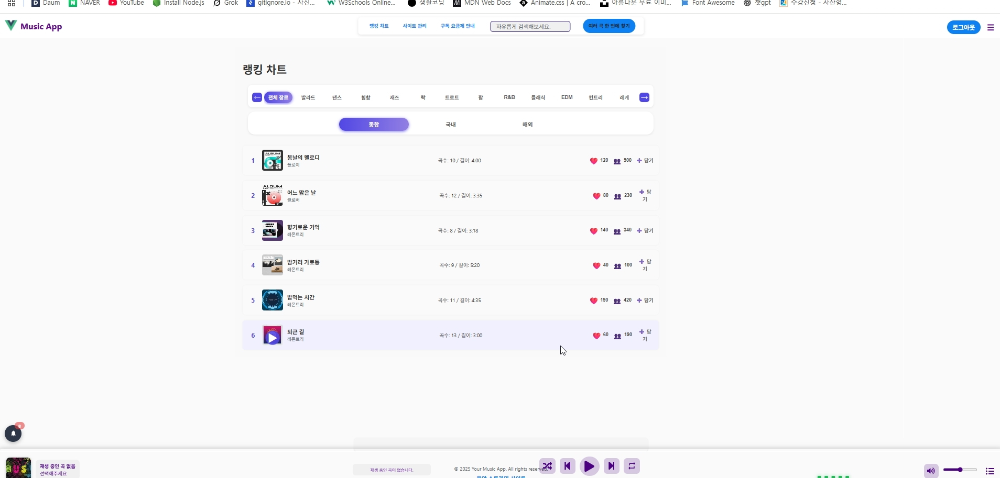 Daum NAVER YouTube Install Node.js Grok gitignore.io - 자신... W3Schools Online... 생활코딩 MDN Web Docs Animate.css | A cro... 아름다운 무료 이미... Font Awesome 챗gpt 수강신청 - 자산형...
Music App 랭킹 차트 사이트 관리 구독 요금제 안내 자유롭게 검색해보세요. 여러 곡 한 번에 찾기 로그아웃
랭킹 차트
전체 장르 발라드 댄스 힙합 재즈 락 트로트 팝 R&B 클래식 EDM 컨트리 레게
종합 국내 해외
1 봄날의 멜로디 곡수: 10 / 길이: 4:00 120 500 담기
플로이
2 어느 맑은 날 곡수: 12 / 길이: 3:35 80 230 담
클로버 기
3 향기로운 기억 곡수: 8 / 길이: 3:18 140 340 담기
레몬트리
4 밤거리 가로등 곡수: 9 / 길이: 5:20 40 100 담
레몬트리 기
5 밥먹는 시간 곡수: 11 / 길이: 4:35 190 420 담기
레몬트리
6 퇴근 길 곡수: 13 / 길이: 3:00 60 190 담
레몬트리 기
8
재생 중인 곡 없음
선택해주세요
재생 중인 곡이 없습니다.
© 2025 Your Music App. All rights reserved.
음악 스트리밍 사이트